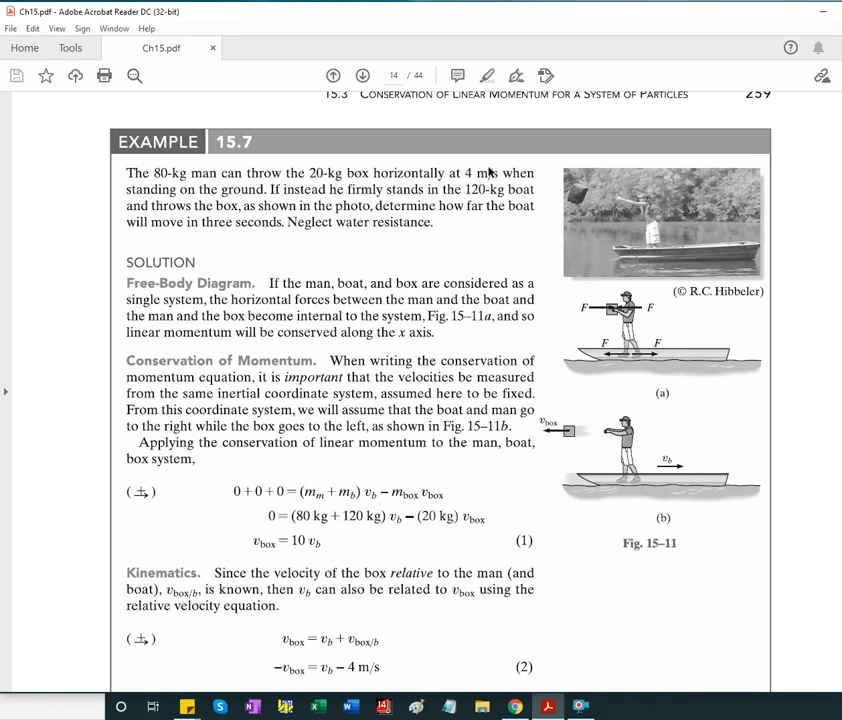 Ch15.pdf - Adobe Acrobat Reader DC (32-bit)
File Edit View Sign Window Help
Home Tools Ch15.pdf ×
14 / 44
15.3 CONSERVATION OF LINEAR MOMENTUM FOR A SYSTEM OF PARTICLES 259
EXAMPLE 15.7
The 80-kg man can throw the 20-kg box horizontally at 4 m/s when
standing on the ground. If instead he firmly stands in the 120-kg boat
and throws the box, as shown in the photo, determine how far the boat
will move in three seconds. Neglect water resistance.
SOLUTION
Free-Body Diagram. If the man, boat, and box are considered as a
single system, the horizontal forces between the man and the boat and
the man and the box become internal to the system, Fig. 15–11a, and so
linear momentum will be conserved along the x axis.
Conservation of Momentum. When writing the conservation of
momentum equation, it is important that the velocities be measured
from the same inertial coordinate system, assumed here to be fixed.
From this coordinate system, we will assume that the boat and man go
to the right while the box goes to the left, as shown in Fig. 15–11b.
Applying the conservation of linear momentum to the man, boat,
box system,
(→+) 0 + 0 + 0 = (m_m + m_b) v_b − m_box v_box
0 = (80 kg + 120 kg) v_b − (20 kg) v_box
v_box = 10 v_b (1)
Kinematics. Since the velocity of the box relative to the man (and
boat), v_box/b, is known, then v_b can also be related to v_box using the
relative velocity equation.
(→+) v_box = v_b + v_box/b
−v_box = v_b − 4 m/s (2)
(© R.C. Hibbeler)
F F
F F
(a)
v_box
v_b
(b)
Fig. 15–11